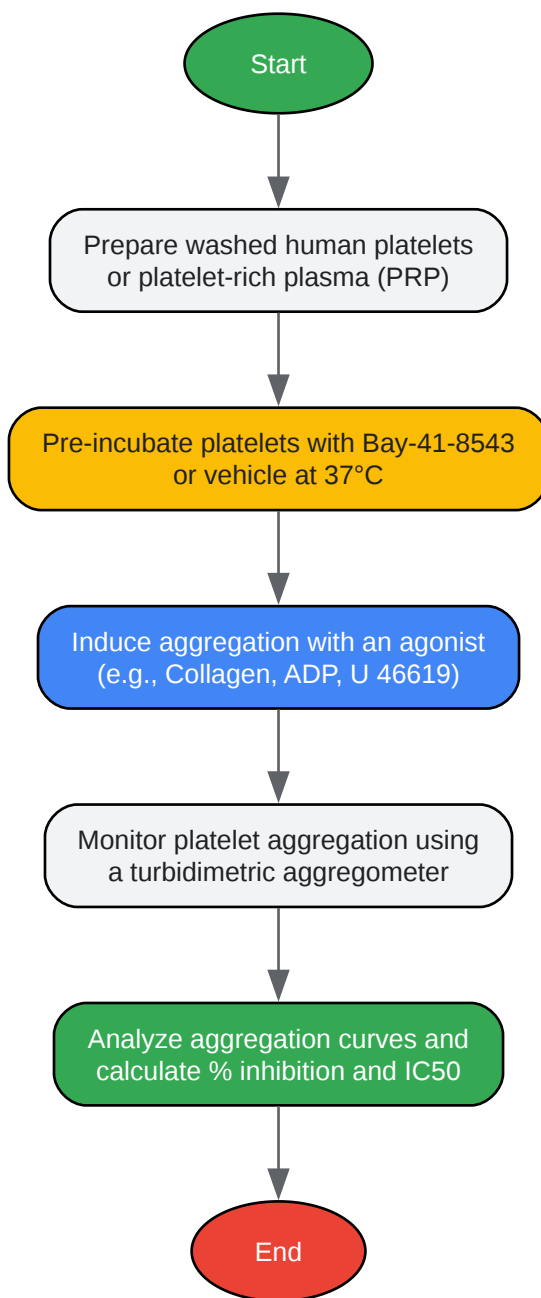 Start
Prepare washed human platelets
or platelet-rich plasma (PRP)
Pre-incubate platelets with Bay-41-8543
or vehicle at 37°C
Induce aggregation with an agonist
(e.g., Collagen, ADP, U 46619)
Monitor platelet aggregation using
a turbidimetric aggregometer
Analyze aggregation curves and
calculate % inhibition and IC50
End